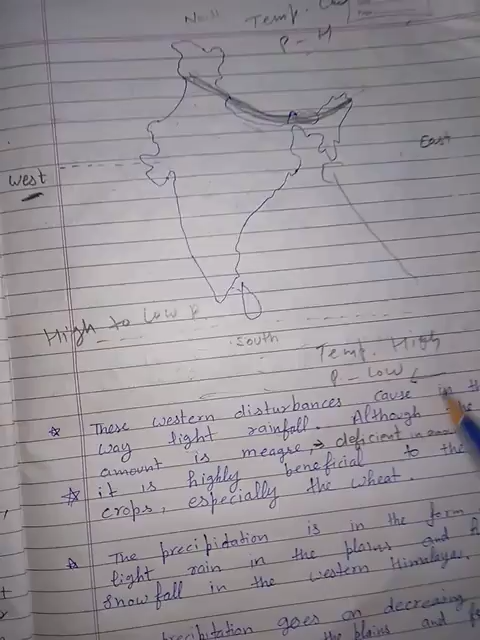 Temp.
P - H
East
West
High to Low P
South
Temp. High
P - Low
These western disturbances cause in
way light rainfall. Although the
amount is meagre, → deficient in
it is highly beneficial to the
crops, especially the wheat.
The precipitation is in the form
light rain in the plains and
snowfall in the western Himalayas.
goes on decreasing
the plains and